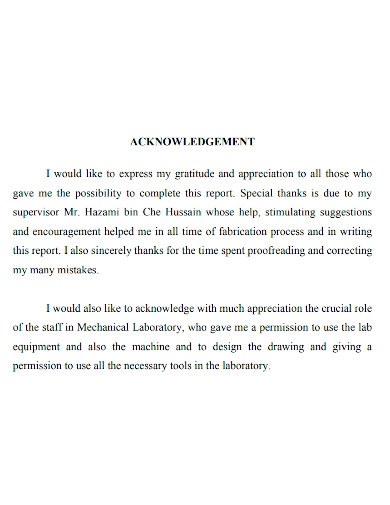 ACKNOWLEDGEMENT
I would like to express my gratitude and appreciation to all those who
gave me the possibility to complete this report. Special thanks is due to my
supervisor Mr. Hazami bin Che Hussain whose help, stimulating suggestions
and encouragement helped me in all time of fabrication process and in writing
this report. I also sincerely thanks for the time spent proofreading and correcting
my many mistakes.
I would also like to acknowledge with much appreciation the crucial role
of the staff in Mechanical Laboratory, who gave me a permission to use the lab
equipment and also the machine and to design the drawing and giving a
permission to use all the necessary tools in the laboratory.